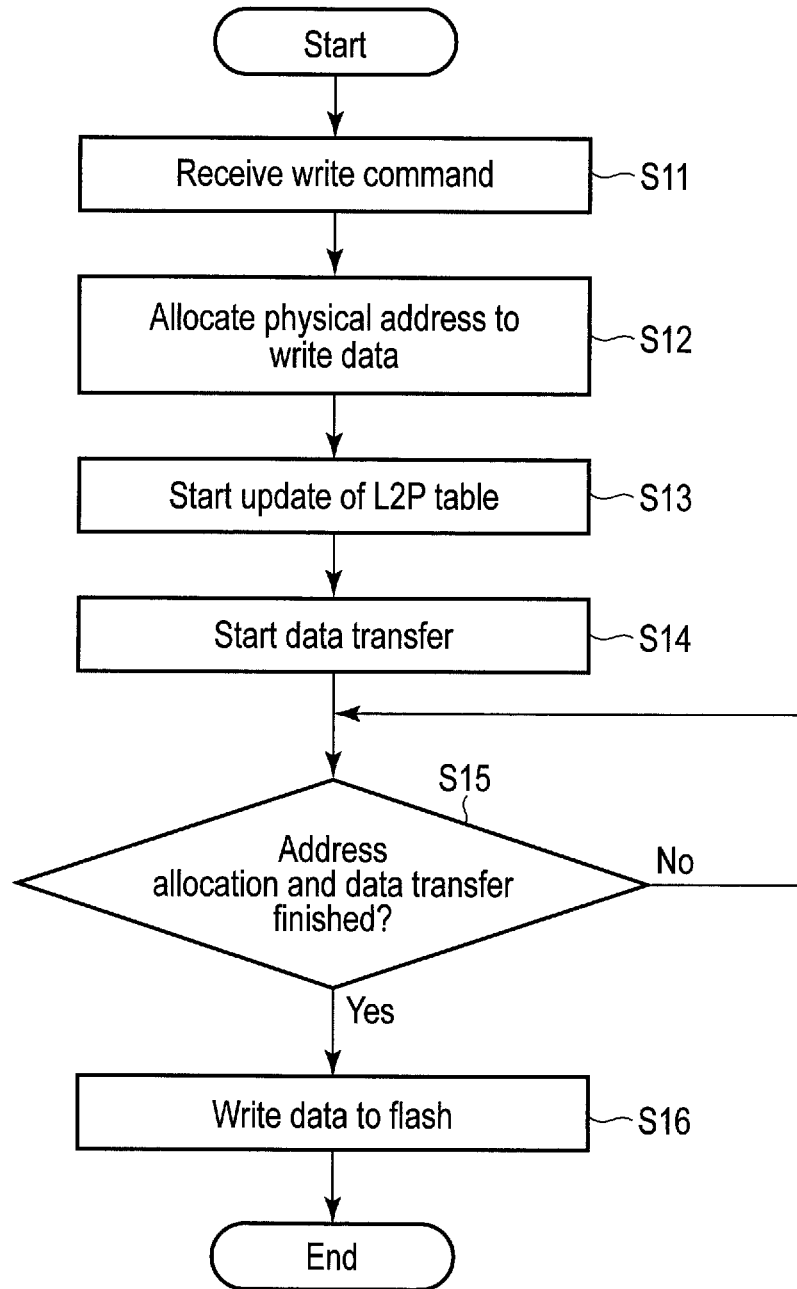 Start
Receive write command
S11
Allocate physical address to
write data
S12
Start update of L2P table
S13
Start data transfer
S14
S15
Address
allocation and data transfer
finished?
No
Yes
Write data to flash
S16
End